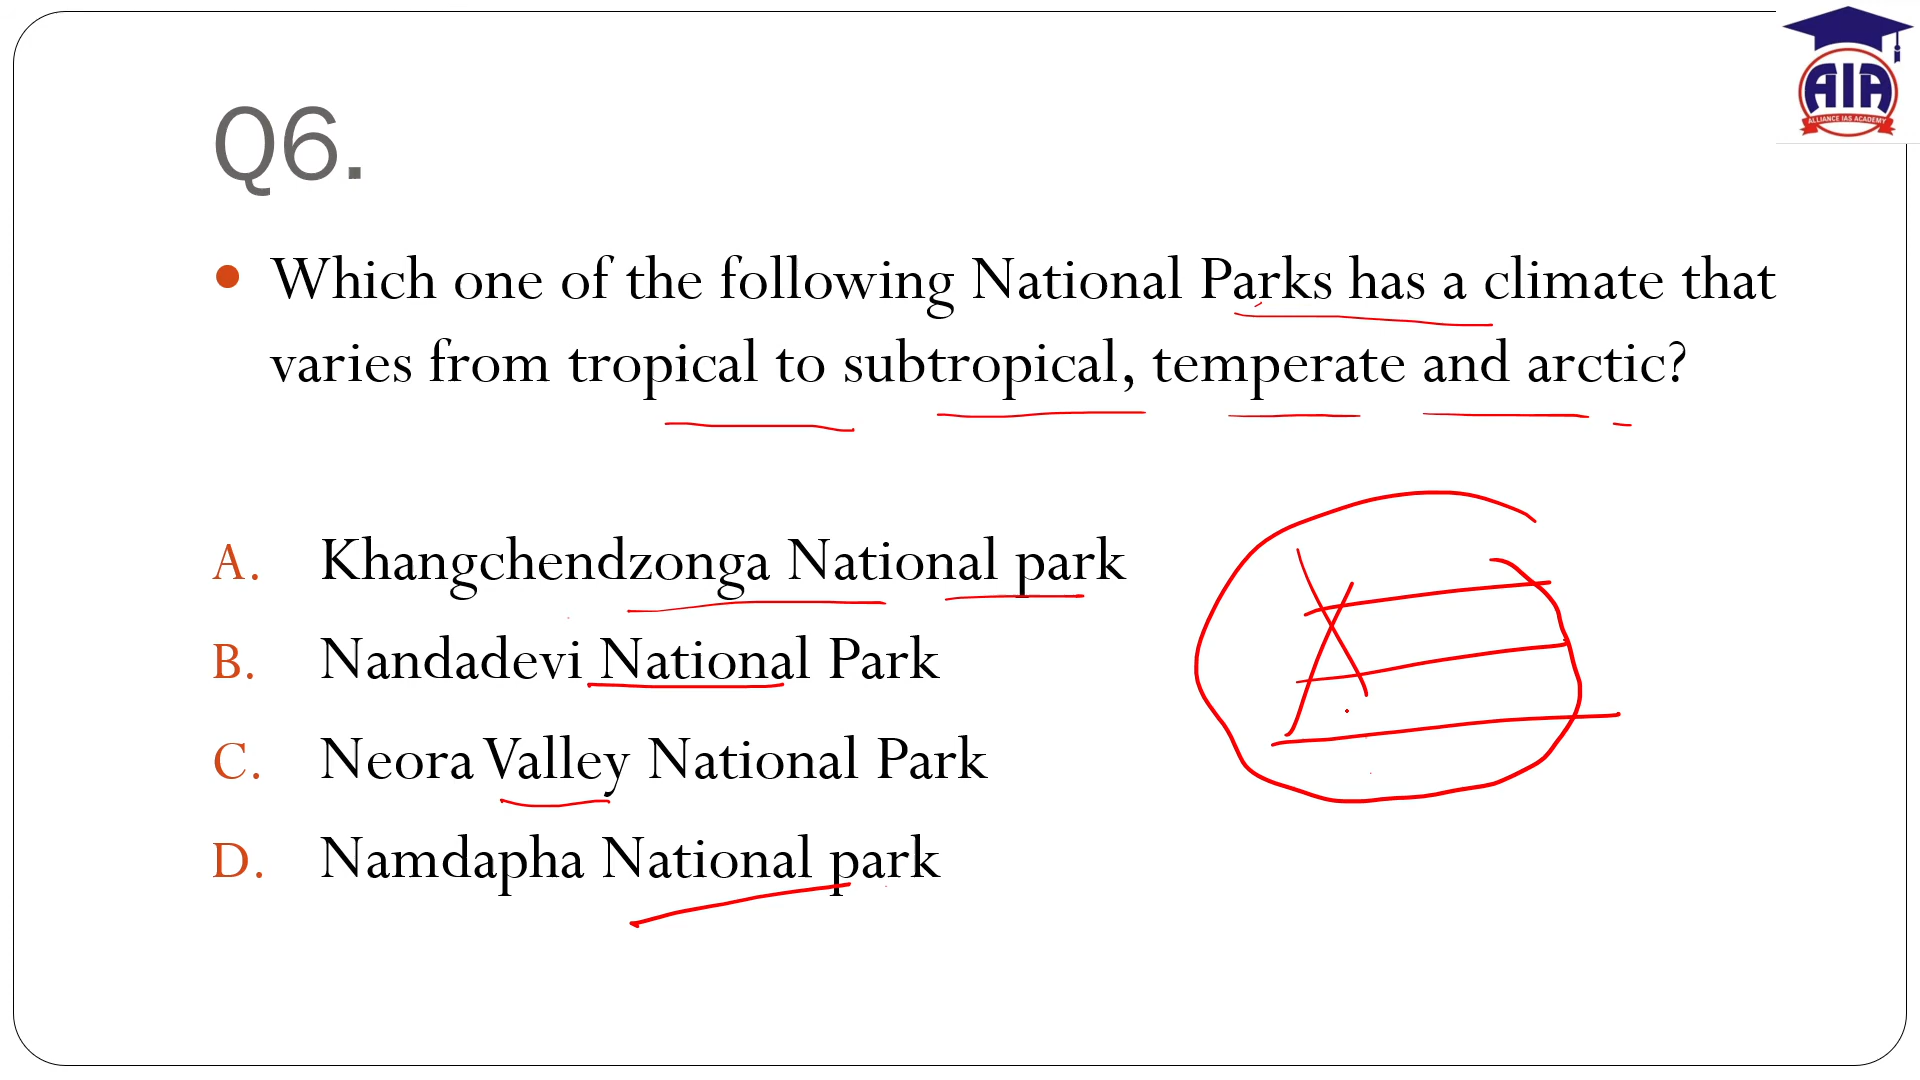 AIA
ALLIANCE IAS ACADEMY
Q6.
• Which one of the following National Parks has a climate that
varies from tropical to subtropical, temperate and arctic?
A. Khangchendzonga National park
B. Nandadevi National Park
C. Neora Valley National Park
D. Namdapha National park